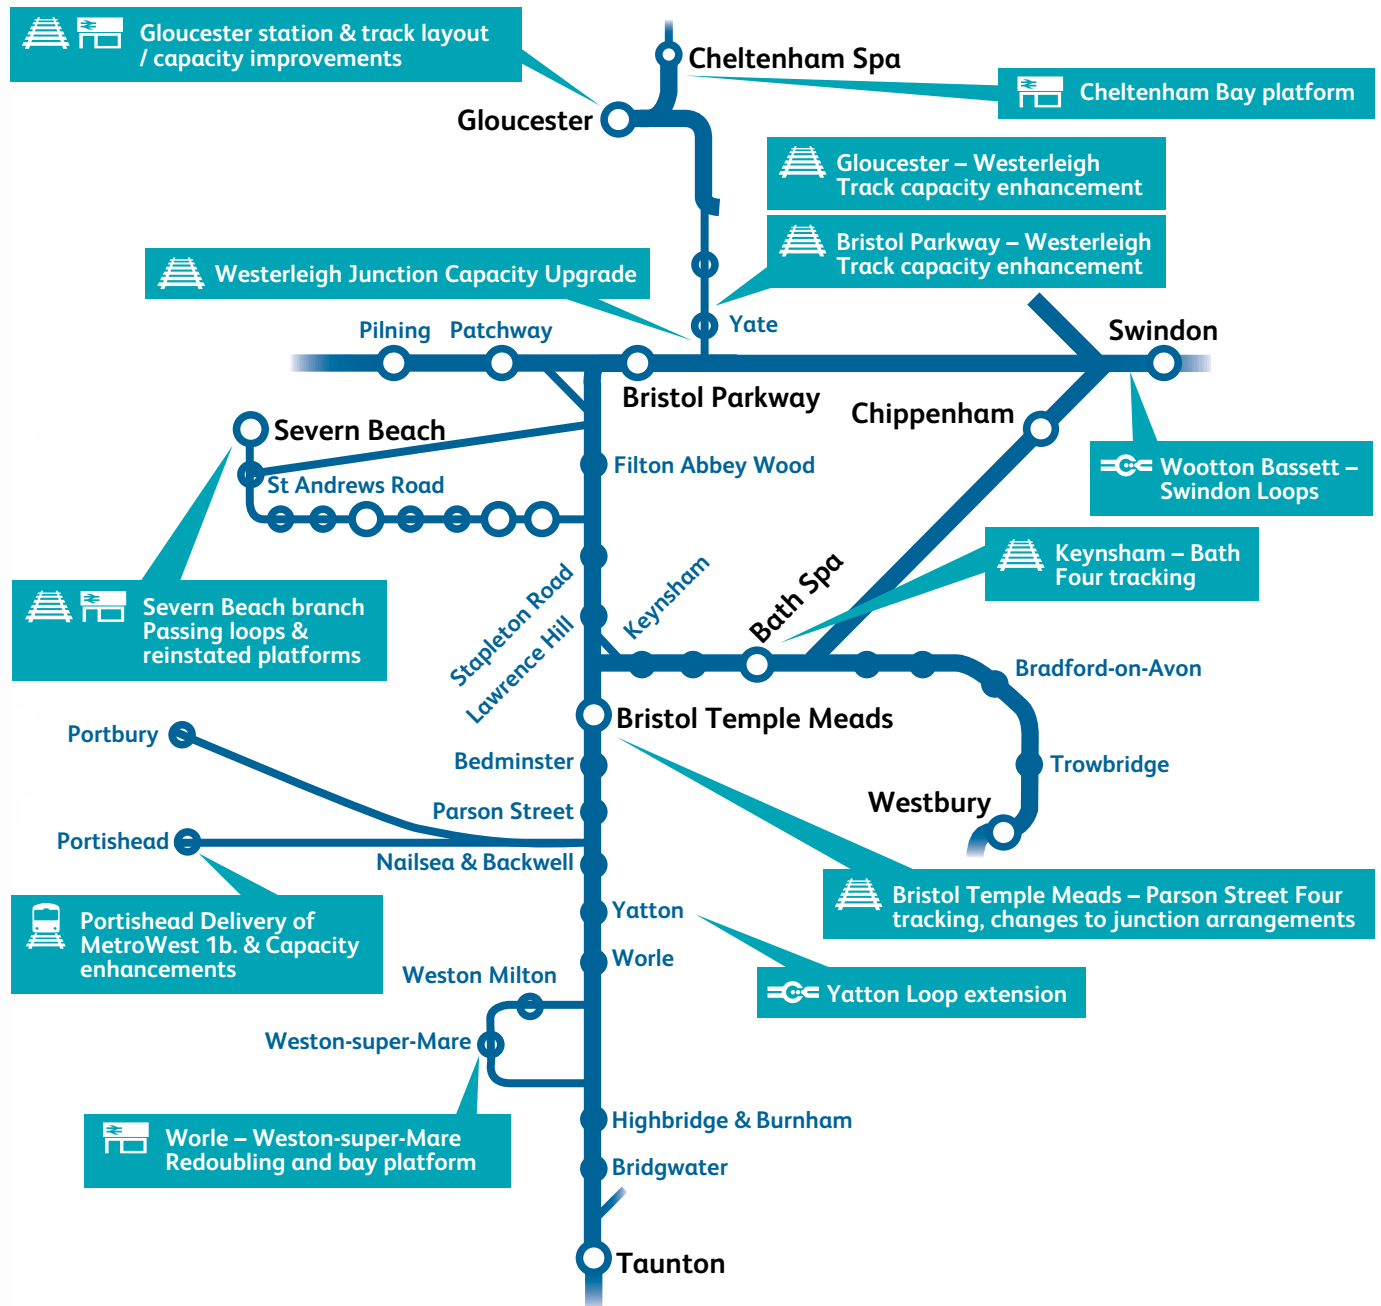 Gloucester station & track layout
/ capacity improvements
Cheltenham Spa
Cheltenham Bay platform
Gloucester
Gloucester – Westerleigh
Track capacity enhancement
Bristol Parkway – Westerleigh
Track capacity enhancement
Westerleigh Junction Capacity Upgrade
Yate
Pilning
Patchway
Swindon
Bristol Parkway
Chippenham
Severn Beach
Filton Abbey Wood
St Andrews Road
Wootton Bassett –
Swindon Loops
Keynsham – Bath
Four tracking
Severn Beach branch
Passing loops &
reinstated platforms
Stapleton Road
Lawrence Hill
Keynsham
Bath Spa
Bradford-on-Avon
Bristol Temple Meads
Portbury
Bedminster
Trowbridge
Parson Street
Westbury
Portishead
Nailsea & Backwell
Bristol Temple Meads – Parson Street Four
tracking, changes to junction arrangements
Portishead Delivery of
MetroWest 1b. & Capacity
enhancements
Yatton
Worle
Weston Milton
Yatton Loop extension
Weston-super-Mare
Highbridge & Burnham
Worle – Weston-super-Mare
Redoubling and bay platform
Bridgwater
Taunton